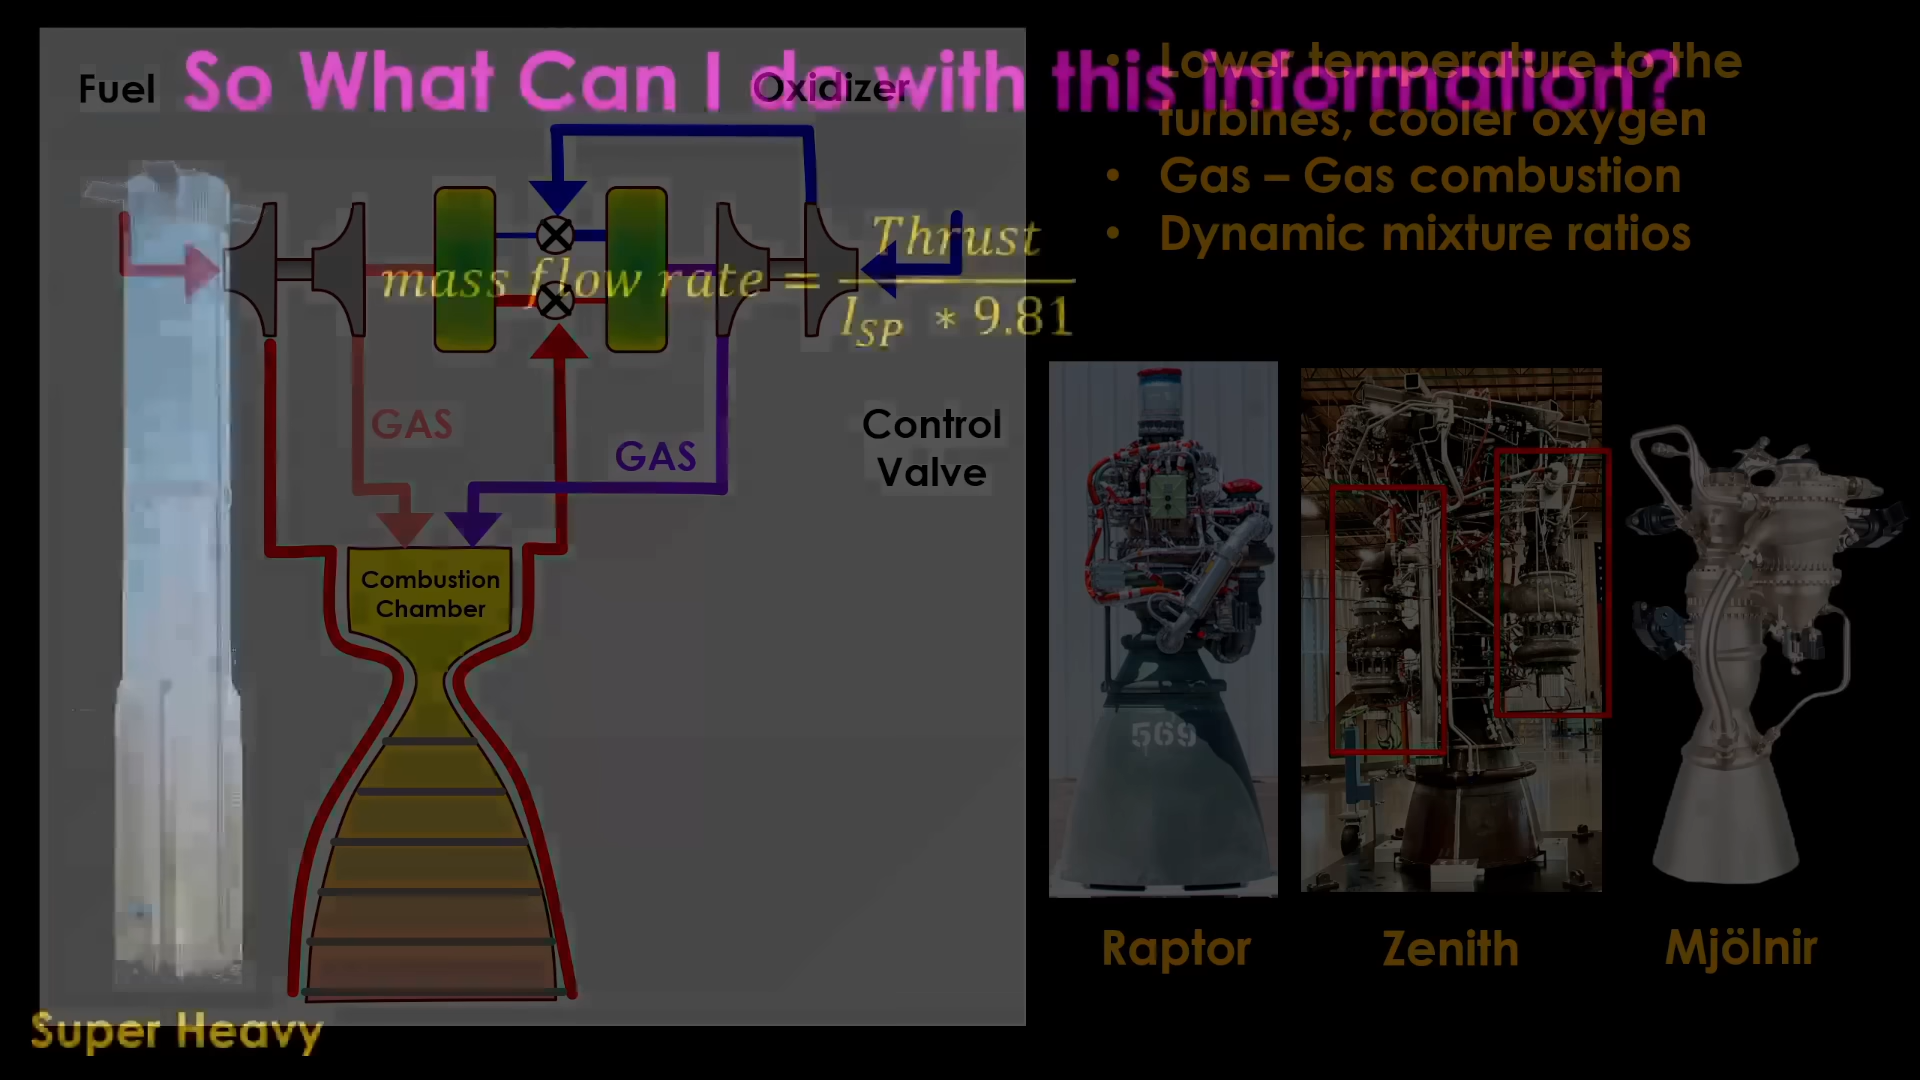 So What Can I do with this information?
Fuel
Oxidizer
• Lower temperature to the
turbines, cooler oxygen
• Gas – Gas combustion
• Dynamic mixture ratios
mass flow rate = Thrust / I_SP * 9.81
GAS
GAS
Control
Valve
Combustion
Chamber
569
Raptor
Zenith
Mjölnir
Super Heavy